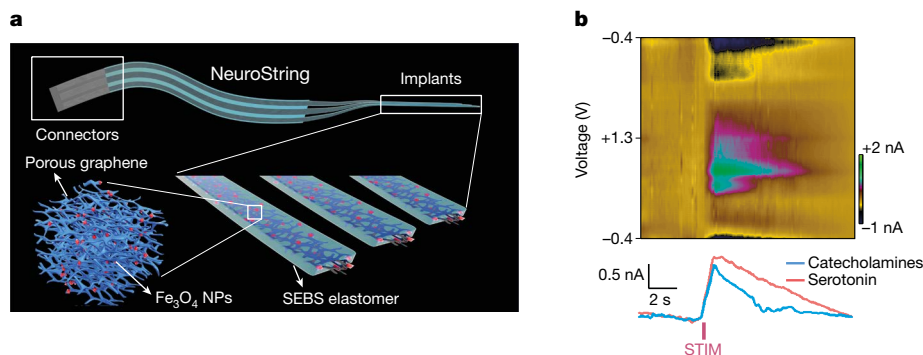 a
NeuroString
Implants
Connectors
Porous graphene
Fe₃O₄ NPs
SEBS elastomer
b
−0.4
+1.3
−0.4
Voltage (V)
+2 nA
−1 nA
0.5 nA
2 s
Catecholamines
Serotonin
STIM